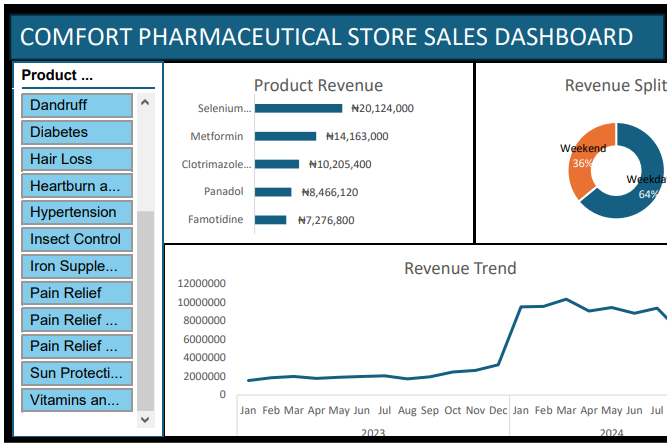 COMFORT PHARMACEUTICAL STORE SALES DASHBOARD
Product ...
Dandruff
Diabetes
Hair Loss
Heartburn a...
Hypertension
Insect Control
Iron Supple...
Pain Relief
Pain Relief ...
Pain Relief ...
Sun Protecti...
Vitamins an...
Product Revenue
Selenium... ₦20,124,000
Metformin ₦14,163,000
Clotrimazole... ₦10,205,400
Panadol ₦8,466,120
Famotidine ₦7,276,800
Revenue Split
Weekend
36%
Weekda
64%
Revenue Trend
12000000
10000000
8000000
6000000
4000000
2000000
0
Jan Feb Mar Apr May Jun Jul Aug Sep Oct Nov Dec Jan Feb Mar Apr May Jun Jul
2023 2024